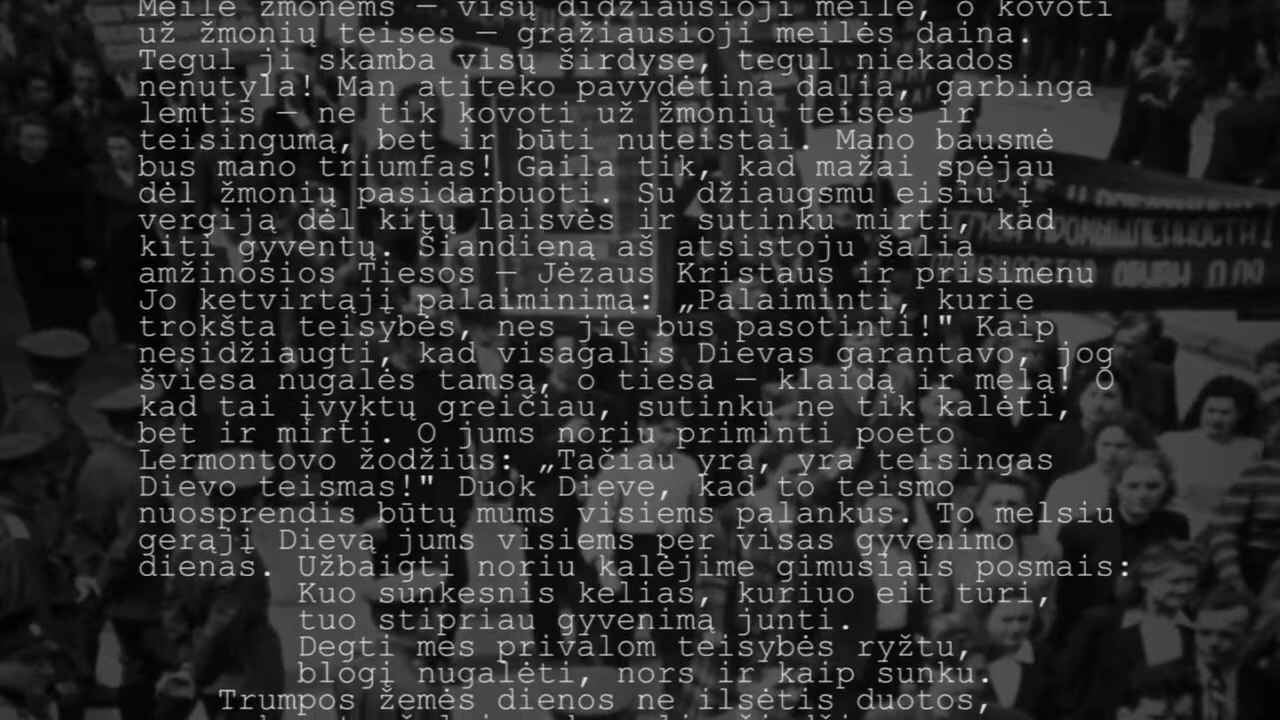 Meilė žmonėms — visų didžiausioji meilė, o kovoti
už žmonių teises — gražiausioji meilės daina.
Tegul ji skamba visų širdyse, tegul niekados
nenutyla! Man atiteko pavydėtina dalia, garbinga
lemtis — ne tik kovoti už žmonių teises ir
teisingumą, bet ir būti nuteistai. Mano bausmė
bus mano triumfas! Gaila tik, kad mažai spėjau
dėl žmonių pasidarbuoti. Su džiaugsmu eisiu į
vergiją dėl kitų laisvės ir sutinku mirti, kad
kiti gyventų. Šiandieną aš atsistoju šalia
amžinosios Tiesos — Jėzaus Kristaus ir prisimenu
Jo ketvirtąjį palaiminimą: „Palaiminti, kurie
trokšta teisybės, nes jie bus pasotinti!" Kaip
nesidžiaugti, kad visagalis Dievas garantavo, jog
šviesa nugalės tamsą, o tiesa — klaidą ir melą! O
kad tai įvyktų greičiau, sutinku ne tik kalėti,
bet ir mirti. O jums noriu priminti poeto
Lermontovo žodžius: „Tačiau yra, yra teisingas
Dievo teismas!" Duok Dieve, kad to teismo
nuosprendis būtų mums visiems palankus. To melsiu
gerąjį Dievą jums visiems per visas gyvenimo
dienas. Užbaigti noriu kalėjime gimusiais posmais:
Kuo sunkesnis kelias, kuriuo eit turi,
tuo stipriau gyvenimą junti.
Degti mes privalom teisybės ryžtu,
blogį nugalėti, nors ir kaip sunku.
Trumpos žemės dienos ne ilsėtis duotos,